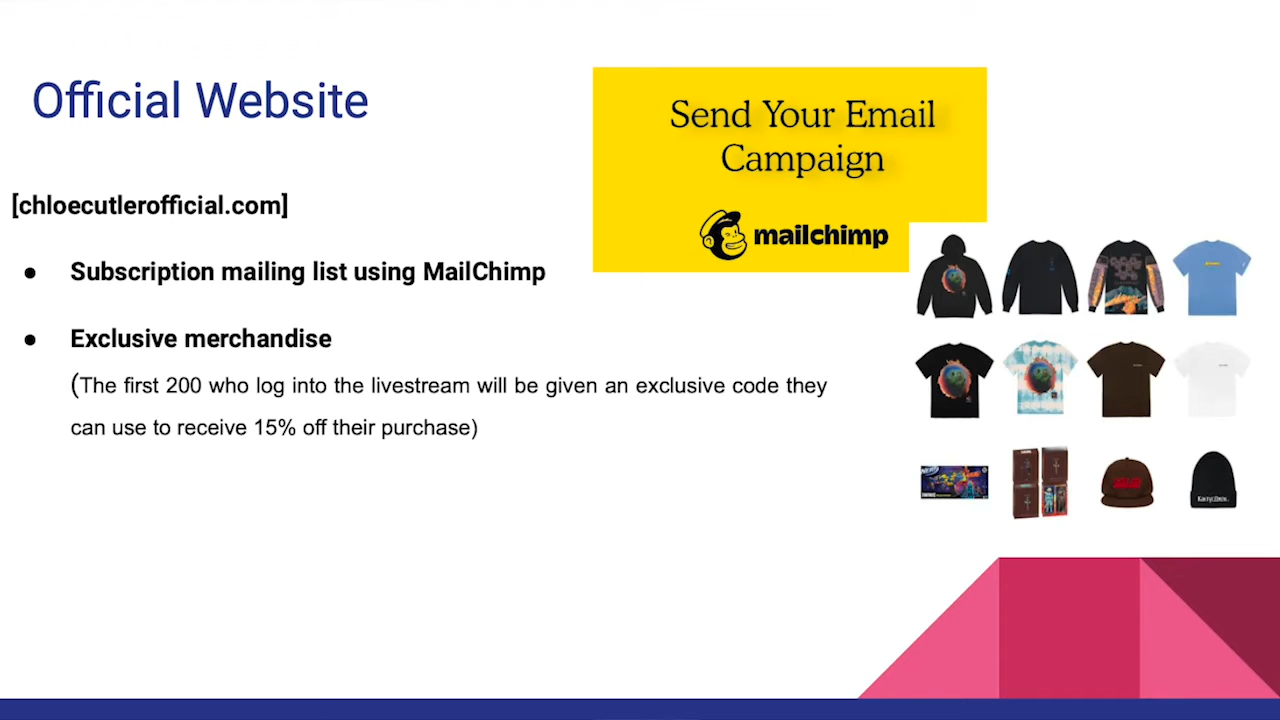 Official Website
Send Your Email
Campaign
mailchimp
[chloecutlerofficial.com]
● Subscription mailing list using MailChimp
● Exclusive merchandise
(The first 200 who log into the livestream will be given an exclusive code they
can use to receive 15% off their purchase)
NERF